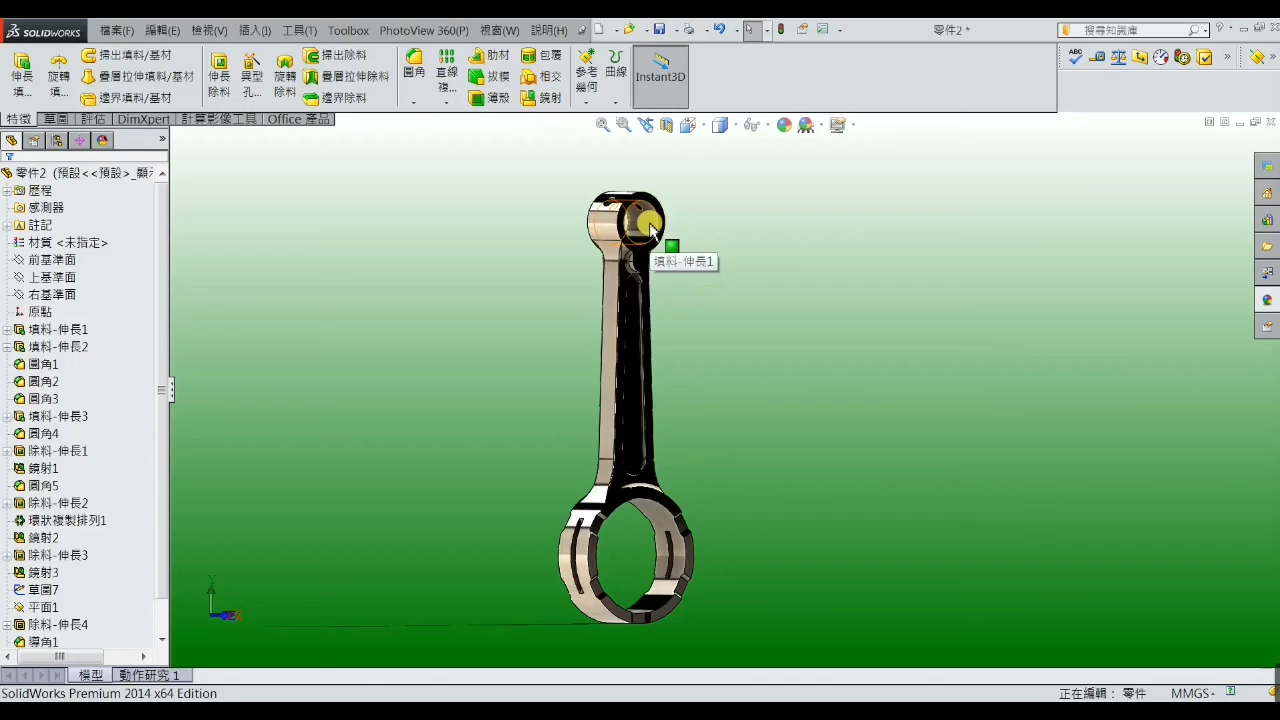 SOLIDWORKS 檔案(F) 編輯(E) 檢視(V) 插入(I) 工具(T) Toolbox PhotoView 360(P) 視窗(W) 說明(H) 零件2 * 搜尋知識庫
伸長填... 旋轉填... 掃出填料/基材 疊層拉伸填料/基材 邊界填料/基材
伸長除料 異型孔... 旋轉除料 掃出除料 疊層拉伸除料 邊界除料
圓角 直線複... 肋材 拔模 薄殼 包覆 相交 鏡射
參考幾何 曲線 Instant3D
特徵 草圖 評估 DimXpert 計算影像工具 Office 產品
零件2 (預設<<預設>_顯示
歷程
感測器
註記
材質 <未指定>
前基準面
上基準面
右基準面
原點
填料-伸長1
填料-伸長2
圓角1
圓角2
圓角3
填料-伸長3
圓角4
除料-伸長1
鏡射1
圓角5
除料-伸長2
環狀複製排列1
鏡射2
除料-伸長3
鏡射3
草圖7
平面1
除料-伸長4
導角1
填料-伸長1
模型 動作研究 1
SolidWorks Premium 2014 x64 Edition 正在編輯： 零件 MMGS